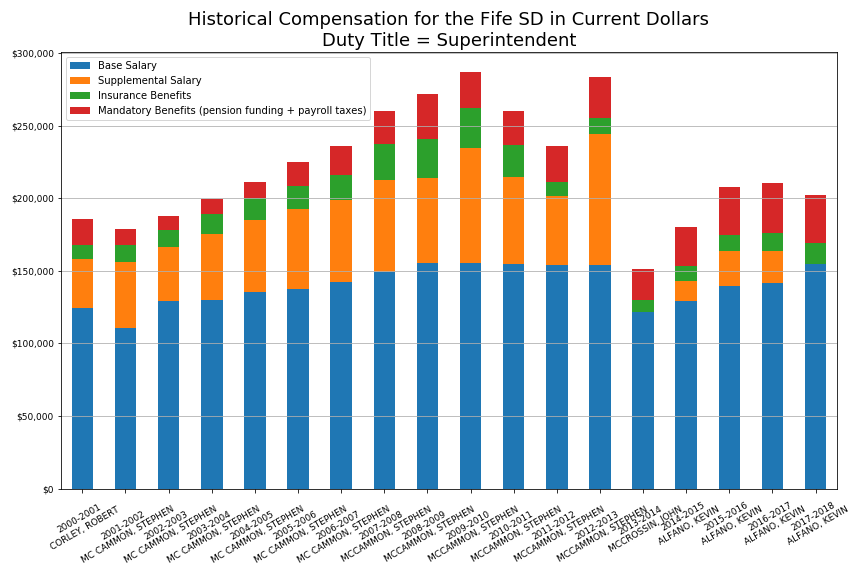 Historical Compensation for the Fife SD in Current Dollars
Duty Title = Superintendent
$300,000
$250,000
$200,000
$150,000
$100,000
$50,000
$0
Base Salary
Supplemental Salary
Insurance Benefits
Mandatory Benefits (pension funding + payroll taxes)
2000-2001
CORLEY, ROBERT
2001-2002
MC CAMMON, STEPHEN
2002-2003
MC CAMMON, STEPHEN
2003-2004
MC CAMMON, STEPHEN
2004-2005
MC CAMMON, STEPHEN
2005-2006
MC CAMMON, STEPHEN
2006-2007
MC CAMMON, STEPHEN
2007-2008
MCCAMMON, STEPHEN
2008-2009
MCCAMMON, STEPHEN
2009-2010
MCCAMMON, STEPHEN
2010-2011
MCCAMMON, STEPHEN
2011-2012
MCCAMMON, STEPHEN
2012-2013
MCCAMMON, STEPHEN
2013-2014
MCCROSSIN, JOHN
2014-2015
ALFANO, KEVIN
2015-2016
ALFANO, KEVIN
2016-2017
ALFANO, KEVIN
2017-2018
ALFANO, KEVIN